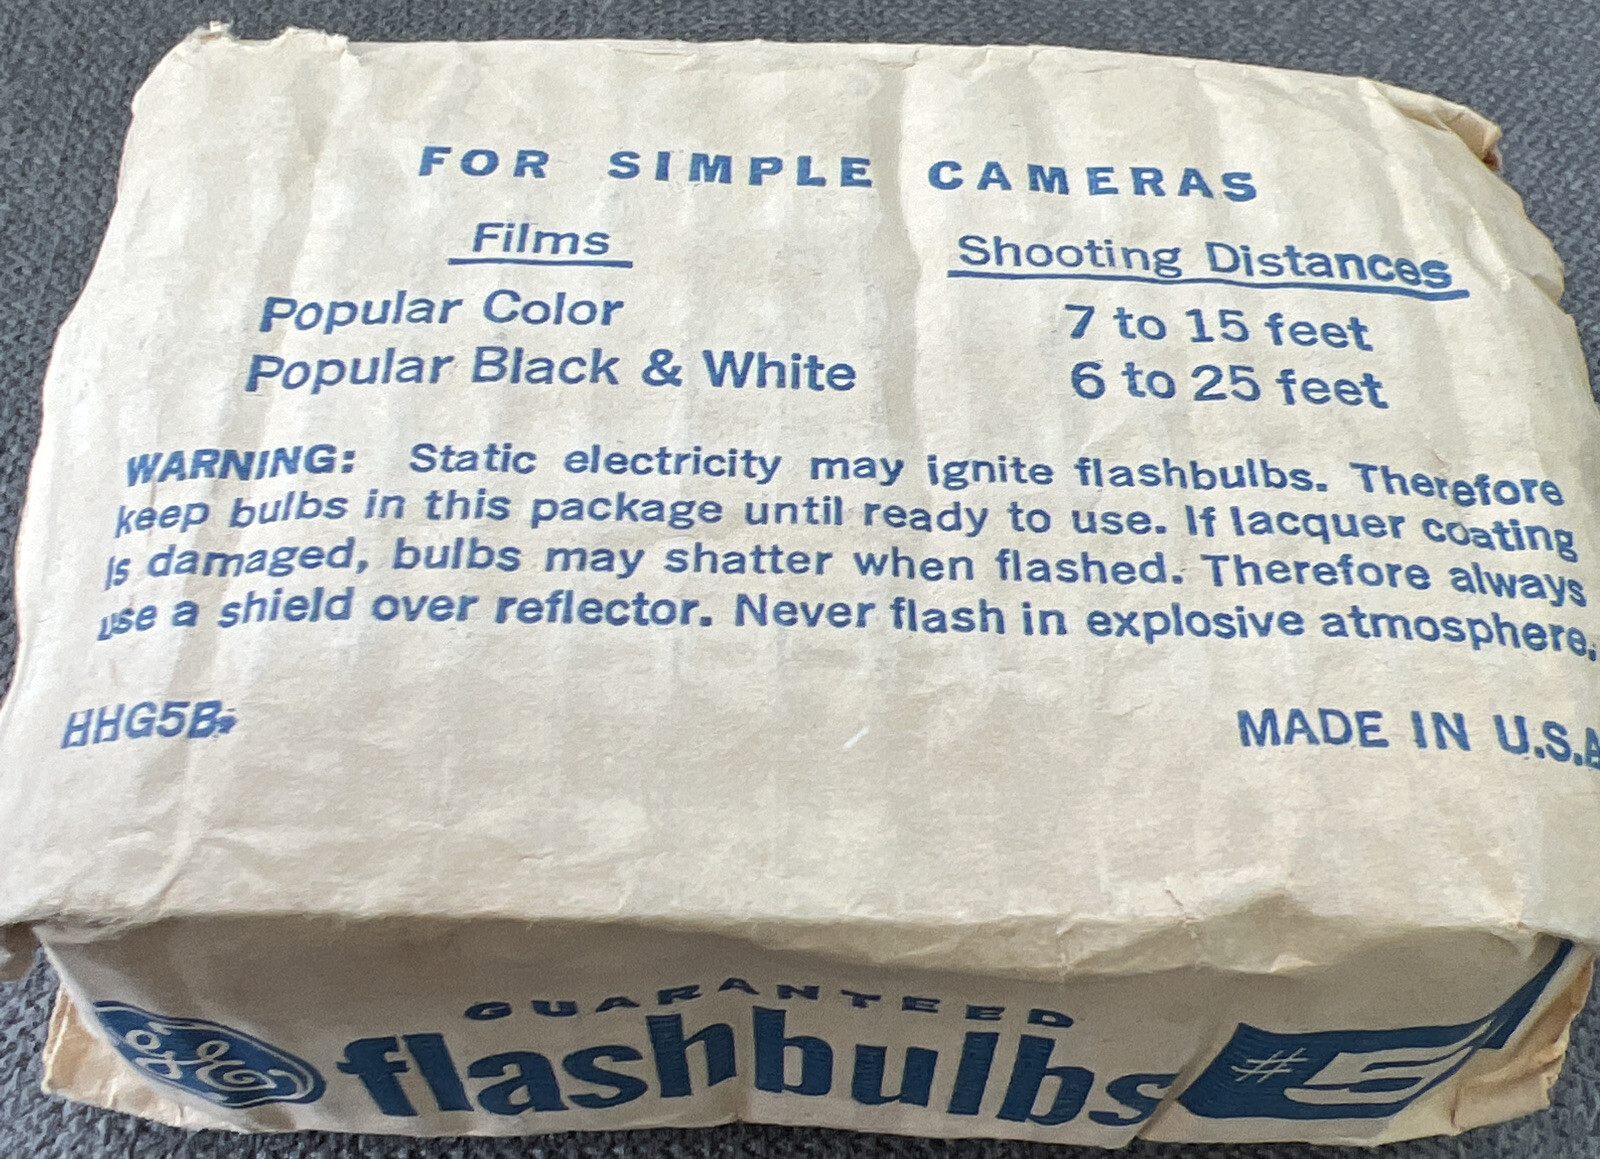 FOR SIMPLE CAMERAS
Films Shooting Distances
Popular Color 7 to 15 feet
Popular Black & White 6 to 25 feet
WARNING: Static electricity may ignite flashbulbs. Therefore
keep bulbs in this package until ready to use. If lacquer coating
is damaged, bulbs may shatter when flashed. Therefore always
use a shield over reflector. Never flash in explosive atmosphere.
HHG5B MADE IN U.S.A
GE GUARANTEED
flashbulbs #5